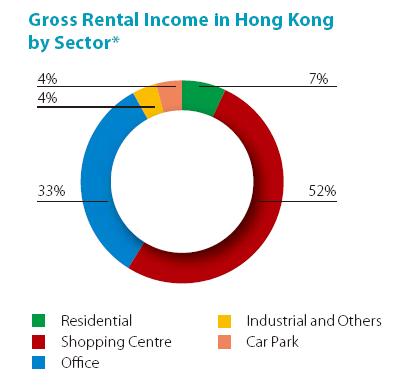 Gross Rental Income in Hong Kong
by Sector*
4%
7%
4%
33%
52%
Residential
Industrial and Others
Shopping Centre
Car Park
Office